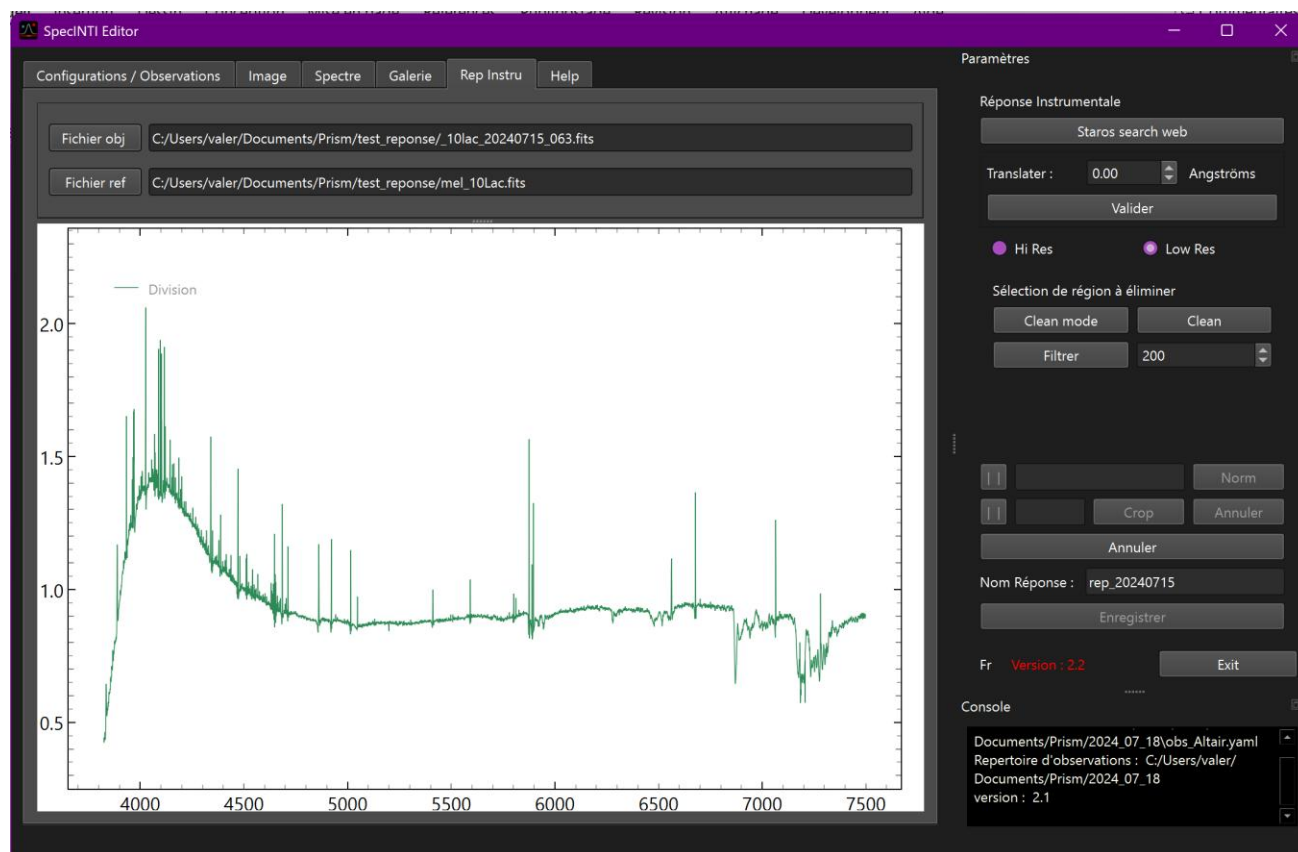 SpecINTI Editor
Configurations / Observations Image Spectre Galerie Rep Instru Help
Fichier obj C:/Users/valer/Documents/Prism/test_reponse/_10lac_20240715_063.fits
Fichier ref C:/Users/valer/Documents/Prism/test_reponse/mel_10Lac.fits
Division
2.0
1.5
1.0
0.5
4000 4500 5000 5500 6000 6500 7000 7500
Paramètres
Réponse Instrumentale
Staros search web
Translater : 0.00 Angströms
Valider
Hi Res Low Res
Sélection de région à éliminer
Clean mode Clean
Filtrer 200
| | Norm
| | Crop Annuler
Annuler
Nom Réponse : rep_20240715
Enregistrer
Fr Version : 2.2 Exit
Console
Documents/Prism/2024_07_18\obs_Altair.yaml
Repertoire d'observations : C:/Users/valer/
Documents/Prism/2024_07_18
version : 2.1